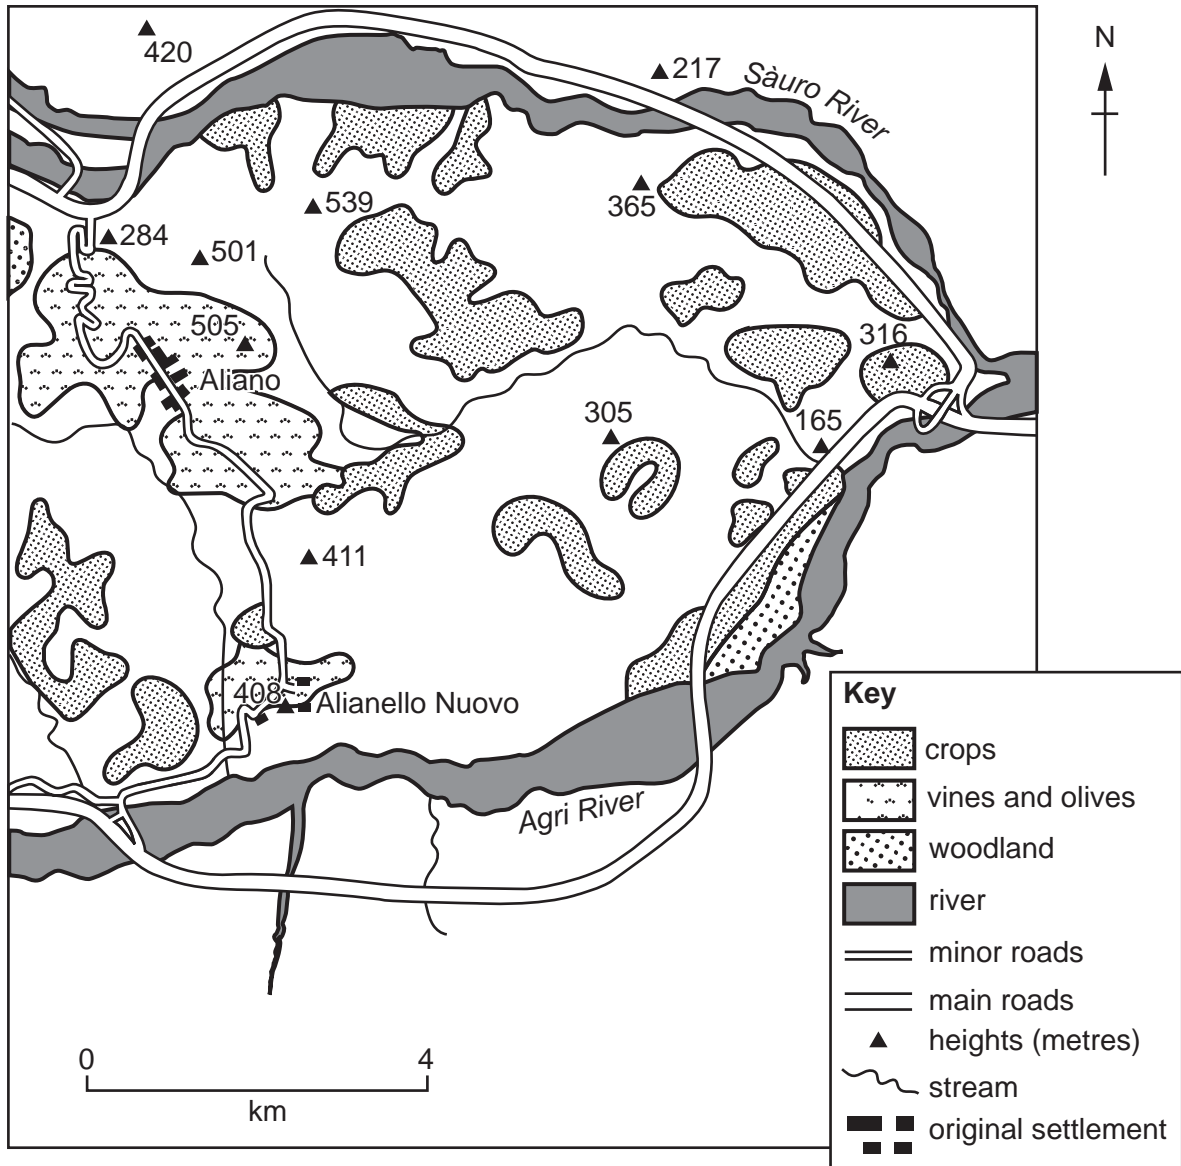 420
217
Sàuro River
N
365
539
284
501
505
316
Aliano
305
165
411
408
Alianello Nuovo
Agri River
Key
crops
vines and olives
woodland
river
minor roads
main roads
heights (metres)
stream
original settlement
0 4
km